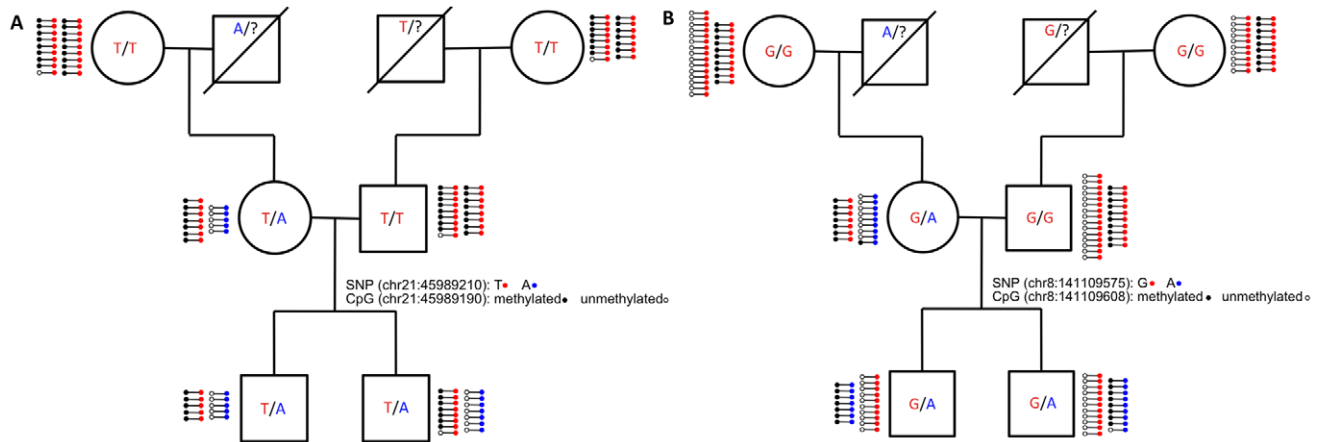 A
T/T
A/?
T/?
T/T
T/A
T/T
SNP (chr21:45989210): T A
CpG (chr21:45989190): methylated unmethylated
T/A
T/A
B
G/G
A/?
G/?
G/G
G/A
G/G
SNP (chr8:141109575): G A
CpG (chr8:141109608): methylated unmethylated
G/A
G/A